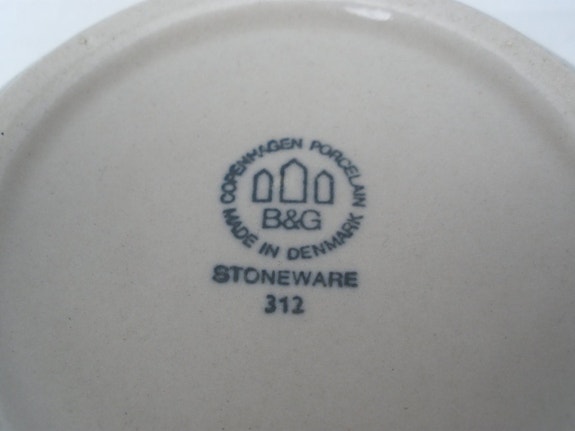 COPENHAGEN PORCELAIN
B&G
MADE IN DENMARK
STONEWARE
312